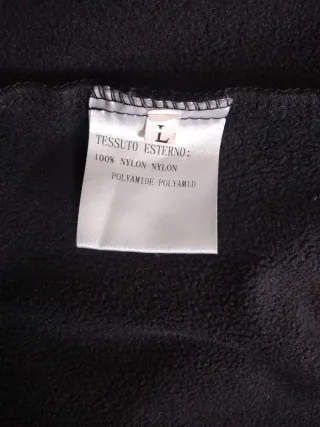 L
TESSUTO ESTERNO:
100% NYLON NYLON
POLYAMIDE POLYAMID